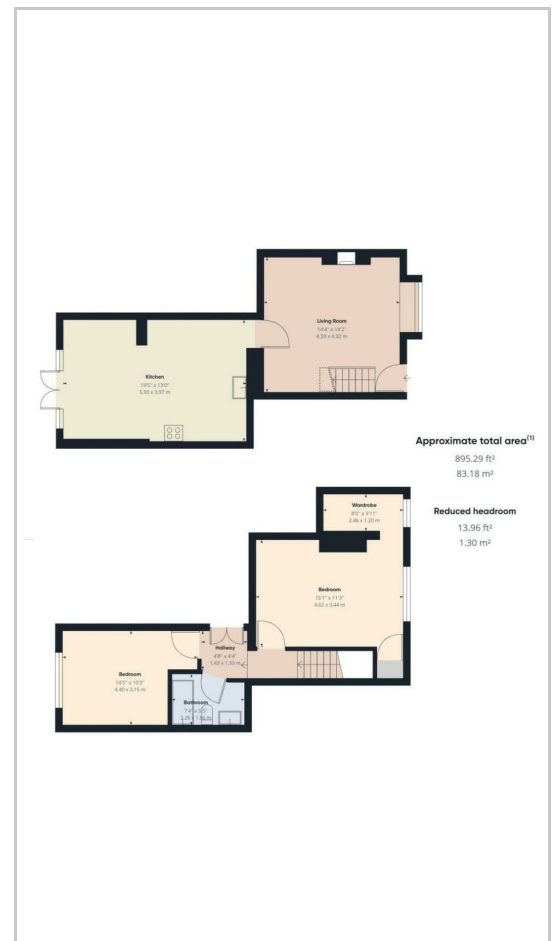 Living Room
14'4" x 14'2"
4.39 x 4.32 m
Kitchen
19'5" x 13'0"
5.93 x 3.97 m
Approximate total area(1)
895.29 ft²
83.18 m²
Reduced headroom
13.96 ft²
1.30 m²
Wardrobe
8'0" x 3'11"
2.46 x 1.20 m
Bedroom
15'1" x 11'3"
4.62 x 3.44 m
Hallway
4'8" x 4'4"
1.43 x 1.33 m
Bedroom
14'5" x 10'3"
4.40 x 3.15 m
Bathroom
7'4" x 5'5"